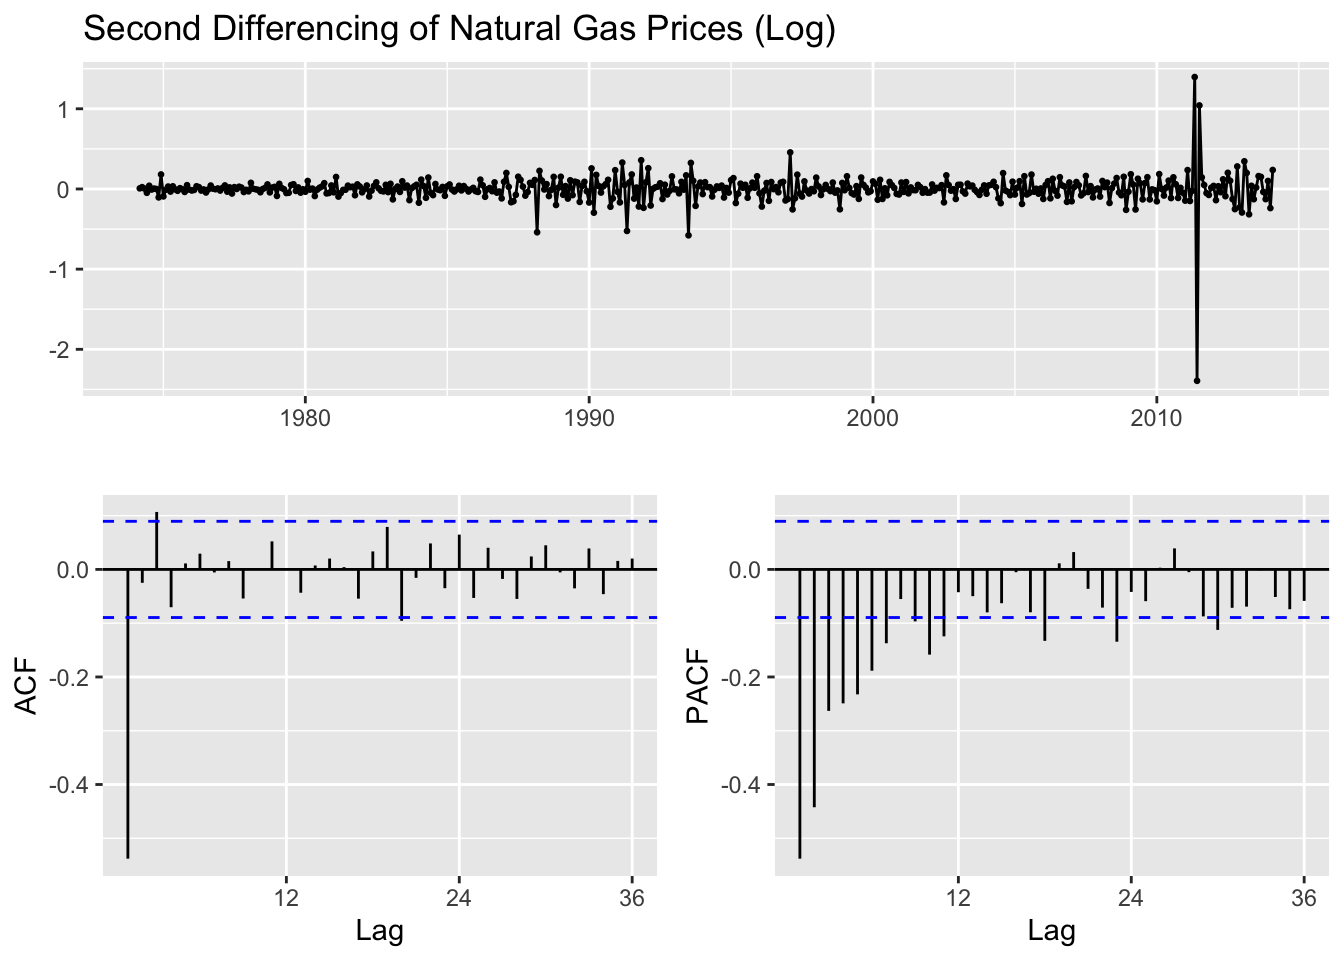 Second Differencing of Natural Gas Prices (Log)
1
0
-1
-2
1980 1990 2000 2010
ACF
0.0
-0.2
-0.4
12 24 36
Lag
PACF
0.0
-0.2
-0.4
12 24 36
Lag